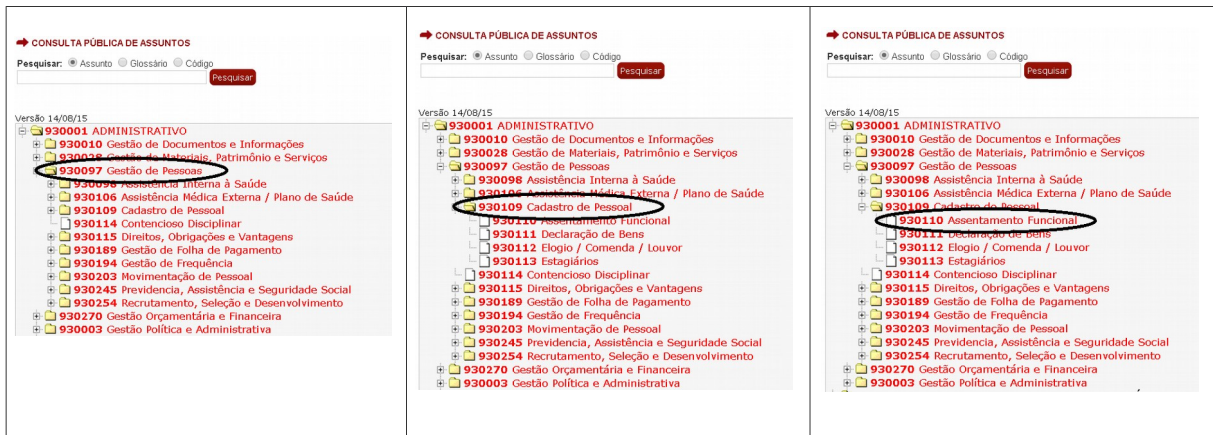 CONSULTA PÚBLICA DE ASSUNTOS
Pesquisar: Assunto Glossário Código
Pesquisar
Versão 14/08/15
930001 ADMINISTRATIVO
930010 Gestão de Documentos e Informações
930028 Gestão de Materiais, Patrimônio e Serviços
930097 Gestão de Pessoas
930098 Assistência Interna à Saúde
930106 Assistência Médica Externa / Plano de Saúde
930109 Cadastro de Pessoal
930114 Contencioso Disciplinar
930115 Direitos, Obrigações e Vantagens
930189 Gestão de Folha de Pagamento
930194 Gestão de Frequência
930203 Movimentação de Pessoal
930245 Previdencia, Assistência e Seguridade Social
930254 Recrutamento, Seleção e Desenvolvimento
930270 Gestão Orçamentária e Financeira
930003 Gestão Política e Administrativa
CONSULTA PÚBLICA DE ASSUNTOS
Pesquisar: Assunto Glossário Código
Pesquisar
Versão 14/08/15
930001 ADMINISTRATIVO
930010 Gestão de Documentos e Informações
930028 Gestão de Materiais, Patrimônio e Serviços
930097 Gestão de Pessoas
930098 Assistência Interna à Saúde
930106 Assistência Médica Externa / Plano de Saúde
930109 Cadastro de Pessoal
930110 Assentamento Funcional
930111 Declaração de Bens
930112 Elogio / Comenda / Louvor
930113 Estagiários
930114 Contencioso Disciplinar
930115 Direitos, Obrigações e Vantagens
930189 Gestão de Folha de Pagamento
930194 Gestão de Frequência
930203 Movimentação de Pessoal
930245 Previdencia, Assistência e Seguridade Social
930254 Recrutamento, Seleção e Desenvolvimento
930270 Gestão Orçamentária e Financeira
930003 Gestão Política e Administrativa
CONSULTA PÚBLICA DE ASSUNTOS
Pesquisar: Assunto Glossário Código
Pesquisar
Versão 14/08/15
930001 ADMINISTRATIVO
930010 Gestão de Documentos e Informações
930028 Gestão de Materiais, Patrimônio e Serviços
930097 Gestão de Pessoas
930098 Assistência Interna à Saúde
930106 Assistência Médica Externa / Plano de Saúde
930109 Cadastro de Pessoal
930110 Assentamento Funcional
930111 Declaração de Bens
930112 Elogio / Comenda / Louvor
930113 Estagiários
930114 Contencioso Disciplinar
930115 Direitos, Obrigações e Vantagens
930189 Gestão de Folha de Pagamento
930194 Gestão de Frequência
930203 Movimentação de Pessoal
930245 Previdencia, Assistência e Seguridade Social
930254 Recrutamento, Seleção e Desenvolvimento
930270 Gestão Orçamentária e Financeira
930003 Gestão Política e Administrativa